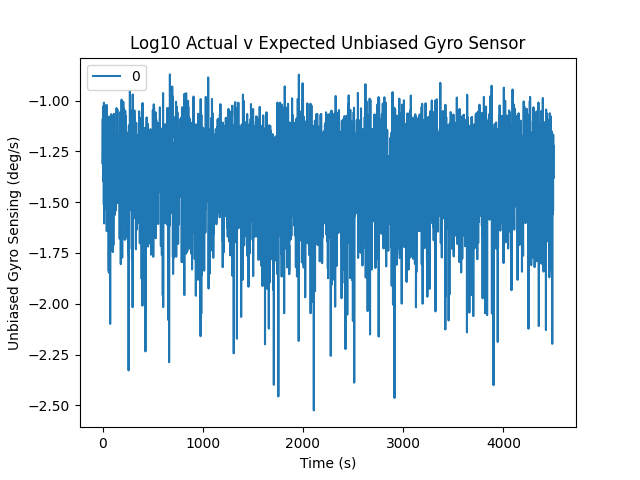 Log10 Actual v Expected Unbiased Gyro Sensor
0
−1.00
−1.25
−1.50
−1.75
−2.00
−2.25
−2.50
Unbiased Gyro Sensing (deg/s)
0 1000 2000 3000 4000
Time (s)